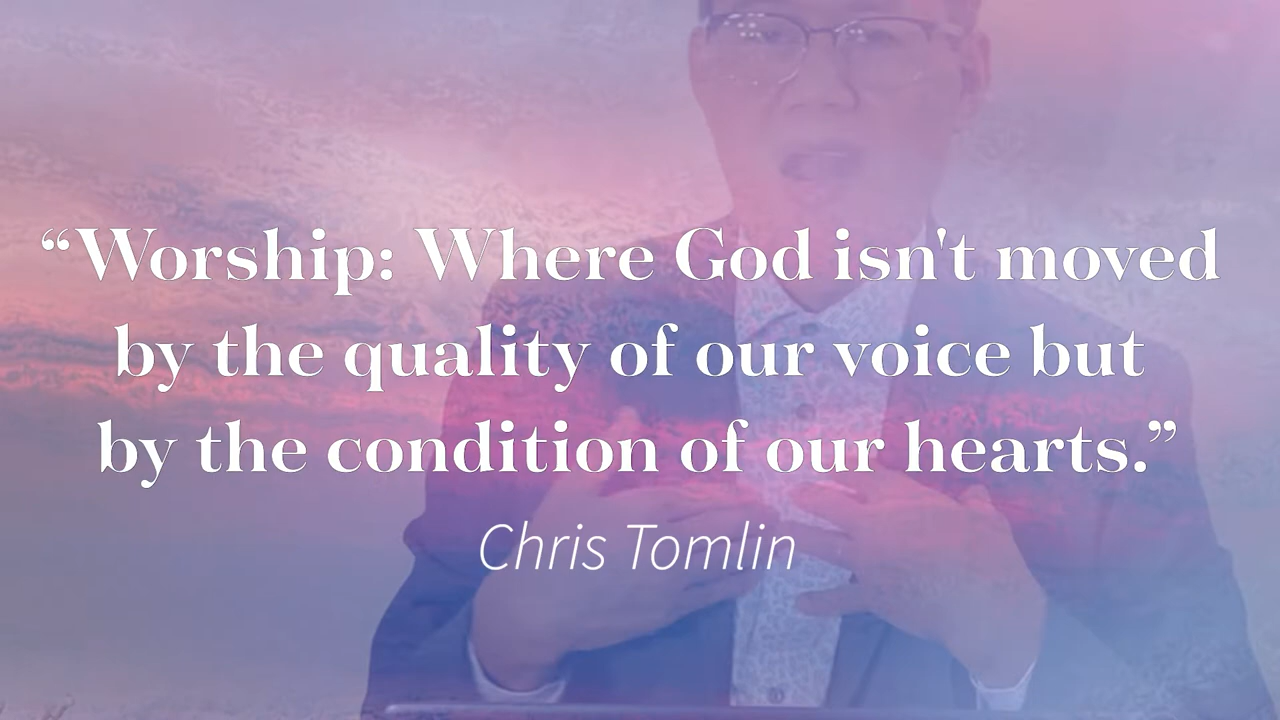 “Worship: Where God isn't moved
by the quality of our voice but
by the condition of our hearts.”
Chris Tomlin